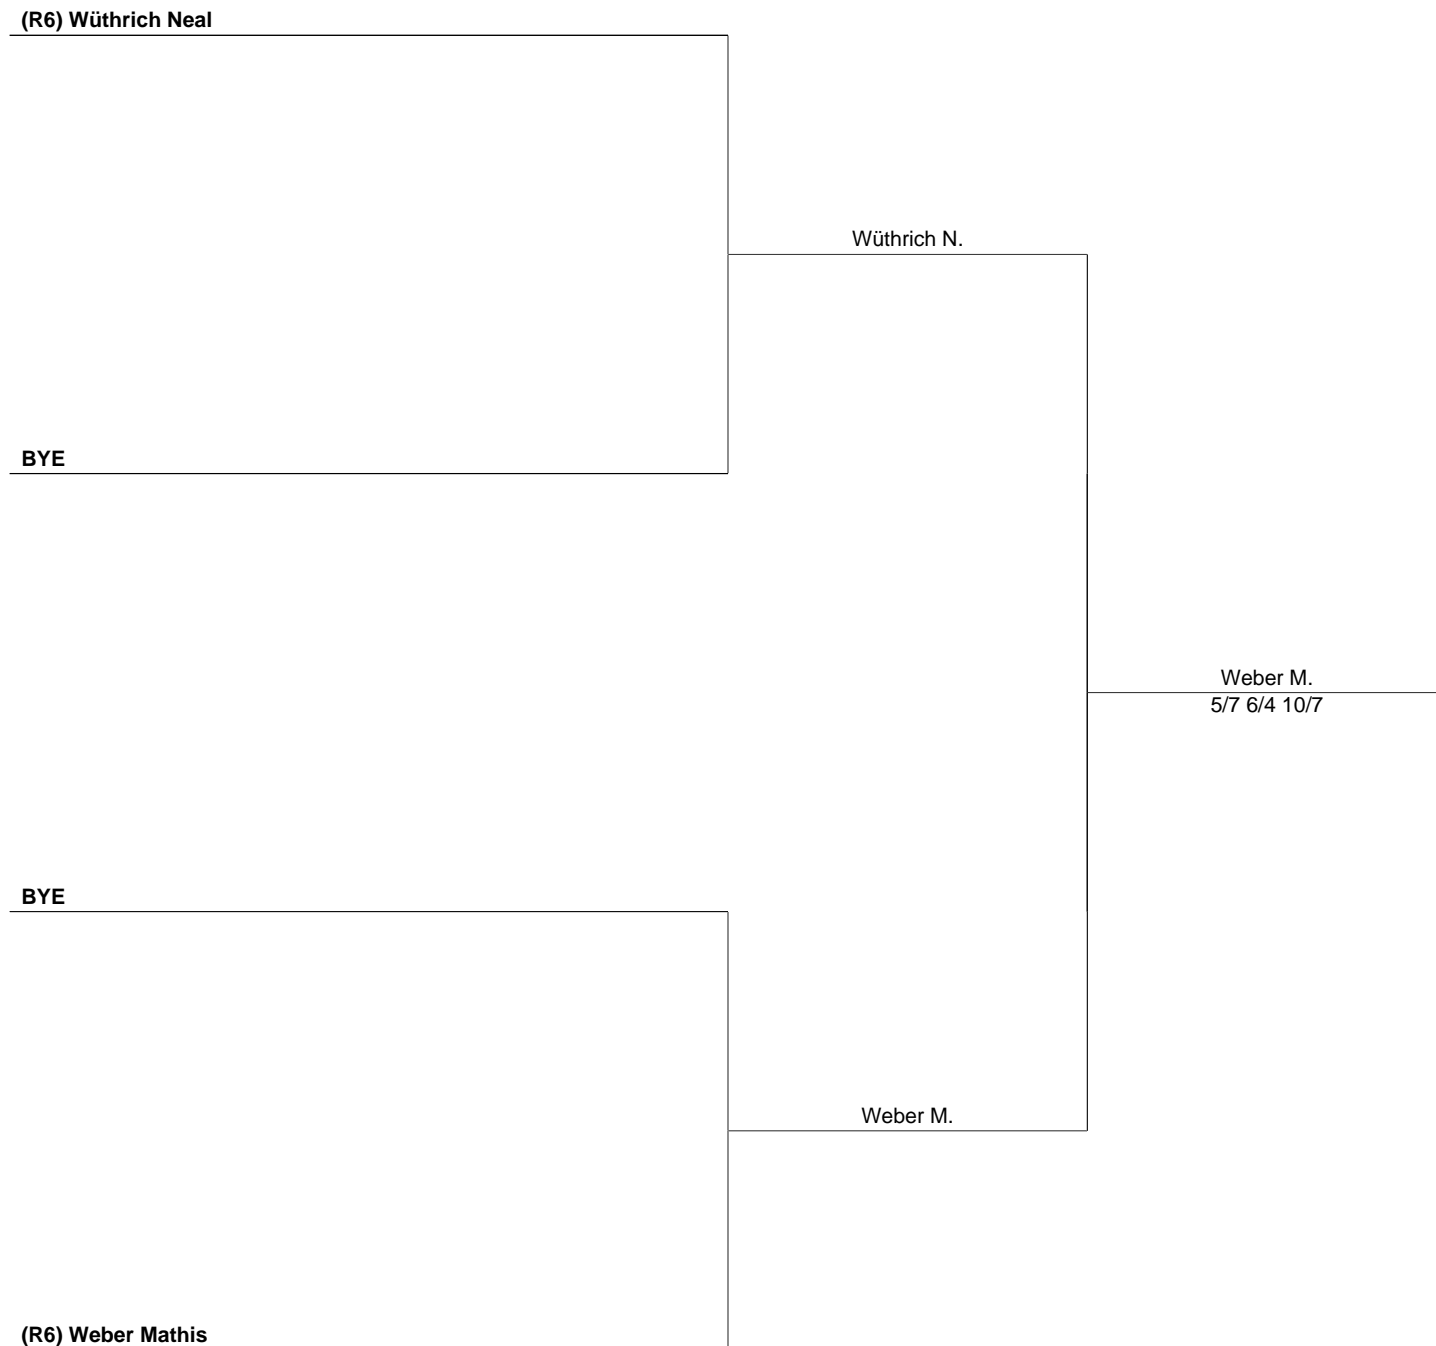 (R6) Wüthrich Neal
Wüthrich N.
BYE
Weber M.
5/7 6/4 10/7
BYE
Weber M.
(R6) Weber Mathis